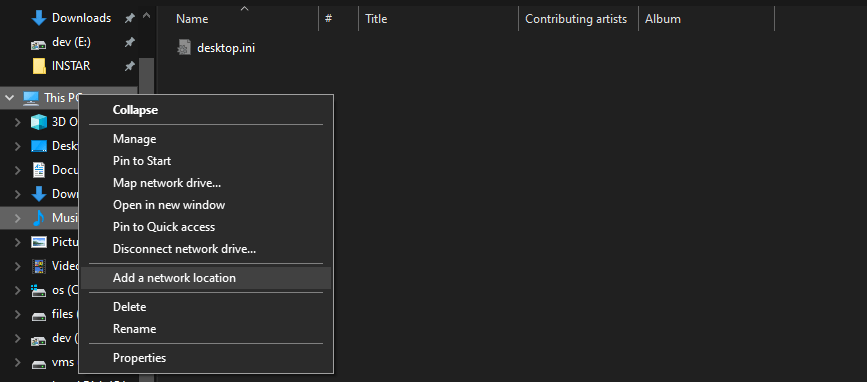 Name # Title Contributing artists Album
Downloads
dev (E:)
INSTAR
desktop.ini
This P
3D O
Desk
Docu
Down
Musi
Pictur
Video
os (C
files (
dev (
vms
Collapse
Manage
Pin to Start
Map network drive...
Open in new window
Pin to Quick access
Disconnect network drive...
Add a network location
Delete
Rename
Properties